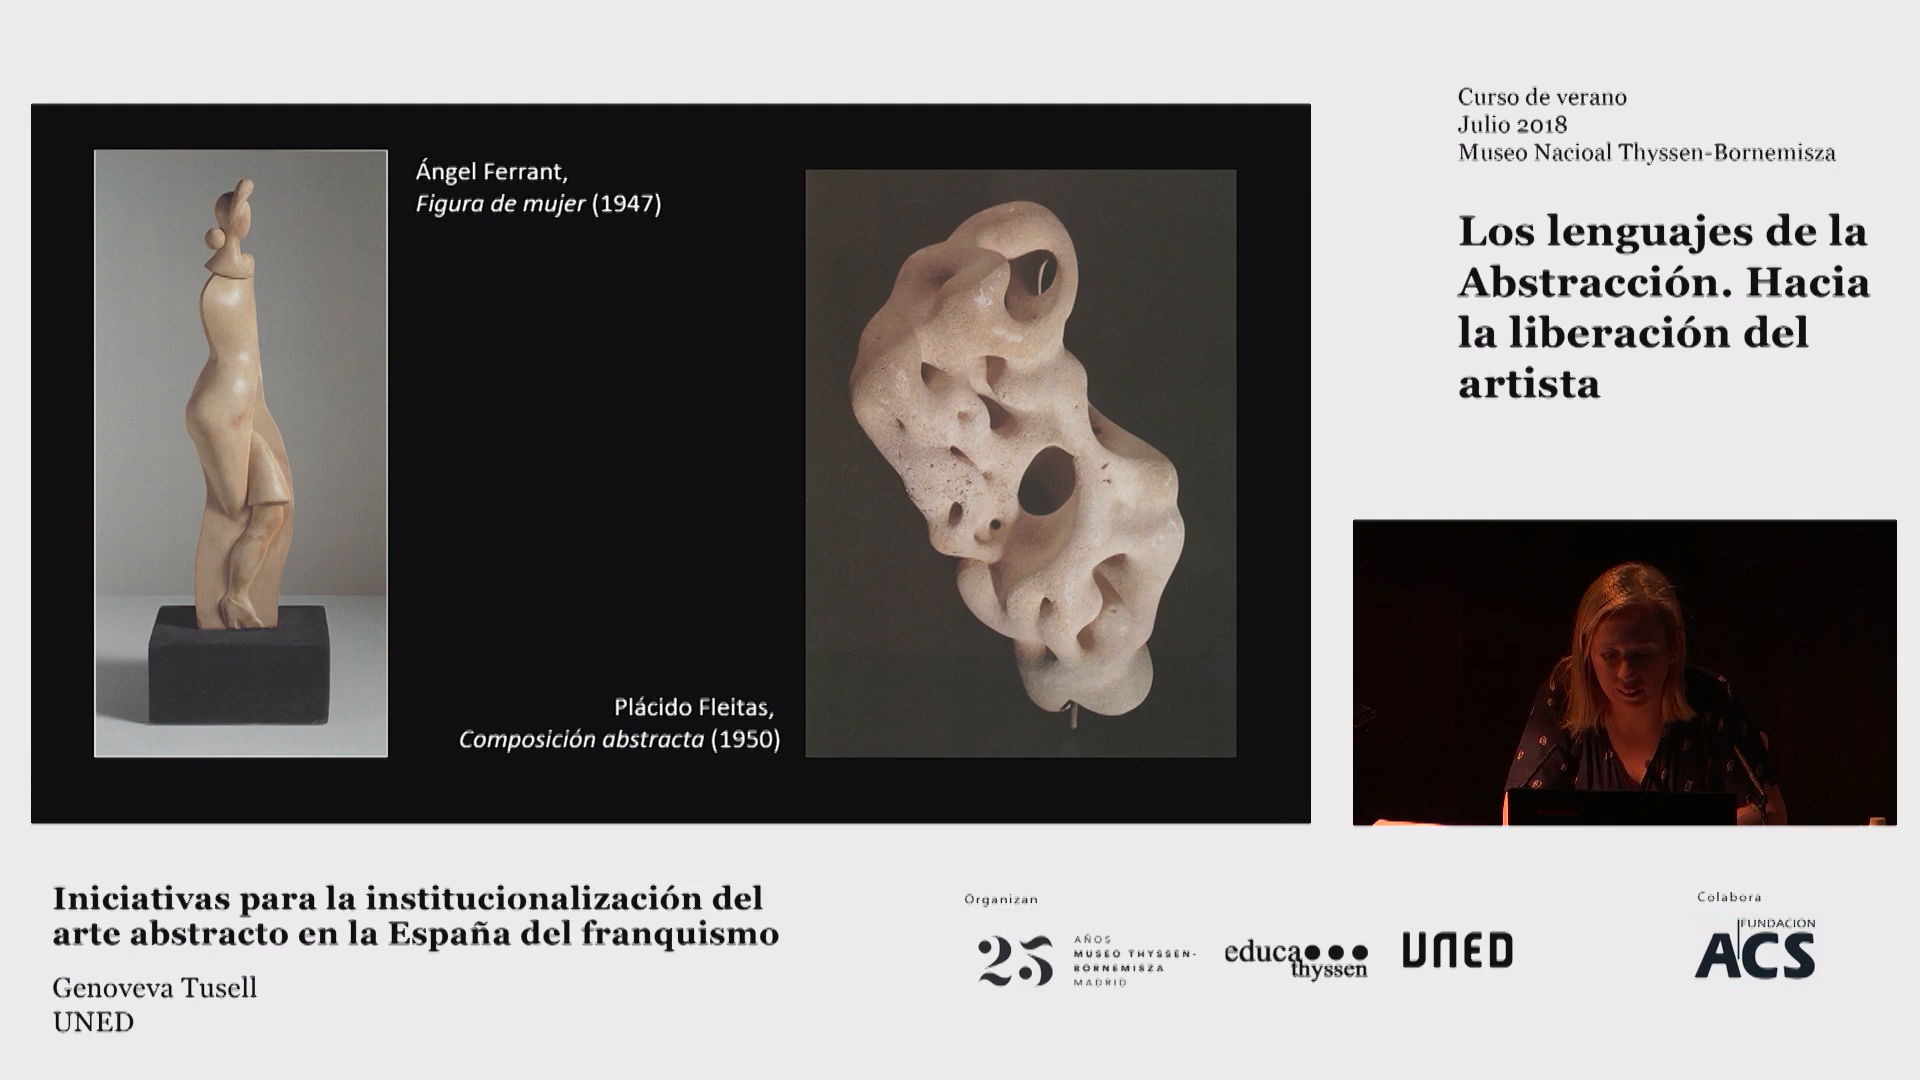 Curso de verano
Julio 2018
Museo Nacioal Thyssen-Bornemisza
Los lenguajes de la
Abstracción. Hacia
la liberación del
artista
Ángel Ferrant,
Figura de mujer (1947)
Plácido Fleitas,
Composición abstracta (1950)
Iniciativas para la institucionalización del
arte abstracto en la España del franquismo
Genoveva Tusell
UNED
Organizan
25
AÑOS
MUSEO THYSSEN-
BORNEMISZA
MADRID
educa
thyssen
UNED
Colabora
FUNDACIÓN
ACS